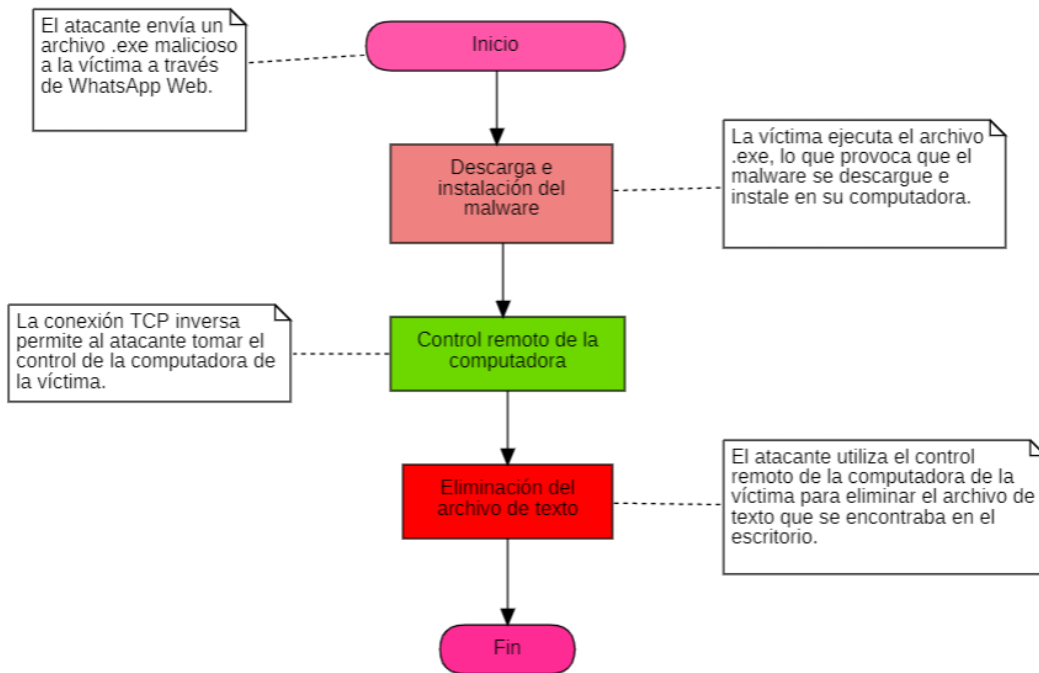 El atacante envía un
archivo .exe malicioso
a la víctima a través
de WhatsApp Web.
Inicio
Descarga e
instalación del
malware
La víctima ejecuta el archivo
.exe, lo que provoca que el
malware se descargue e
instale en su computadora.
La conexión TCP inversa
permite al atacante tomar el
control de la computadora de
la víctima.
Control remoto de la
computadora
Eliminación del
archivo de texto
El atacante utiliza el control
remoto de la computadora de la
víctima para eliminar el archivo de
texto que se encontraba en el
escritorio.
Fin